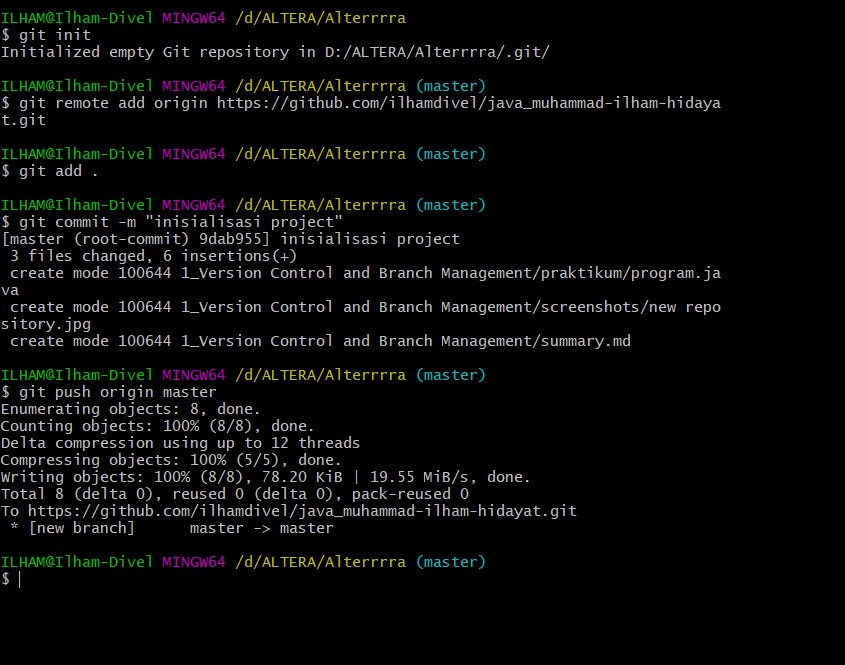 ILHAM@Ilham-Divel MINGW64 /d/ALTERA/Alterrrra
$ git init
Initialized empty Git repository in D:/ALTERA/Alterrrra/.git/
ILHAM@Ilham-Divel MINGW64 /d/ALTERA/Alterrrra (master)
$ git remote add origin https://github.com/ilhamdivel/java_muhammad-ilham-hidaya
t.git
ILHAM@Ilham-Divel MINGW64 /d/ALTERA/Alterrrra (master)
$ git add .
ILHAM@Ilham-Divel MINGW64 /d/ALTERA/Alterrrra (master)
$ git commit -m "inisialisasi project"
[master (root-commit) 9dab955] inisialisasi project
 3 files changed, 6 insertions(+)
 create mode 100644 1_Version Control and Branch Management/praktikum/program.ja
va
 create mode 100644 1_Version Control and Branch Management/screenshots/new repo
sitory.jpg
 create mode 100644 1_Version Control and Branch Management/summary.md
ILHAM@Ilham-Divel MINGW64 /d/ALTERA/Alterrrra (master)
$ git push origin master
Enumerating objects: 8, done.
Counting objects: 100% (8/8), done.
Delta compression using up to 12 threads
Compressing objects: 100% (5/5), done.
Writing objects: 100% (8/8), 78.20 KiB | 19.55 MiB/s, done.
Total 8 (delta 0), reused 0 (delta 0), pack-reused 0
To https://github.com/ilhamdivel/java_muhammad-ilham-hidayat.git
 * [new branch]      master -> master
ILHAM@Ilham-Divel MINGW64 /d/ALTERA/Alterrrra (master)
$